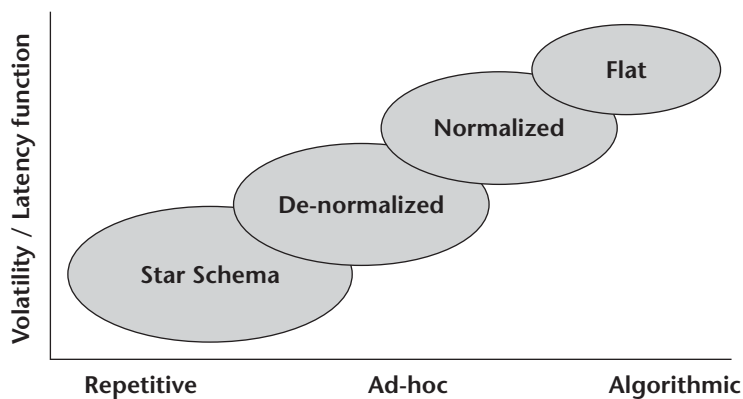 Volatility / Latency function
Flat
Normalized
De-normalized
Star Schema
Repetitive
Ad-hoc
Algorithmic